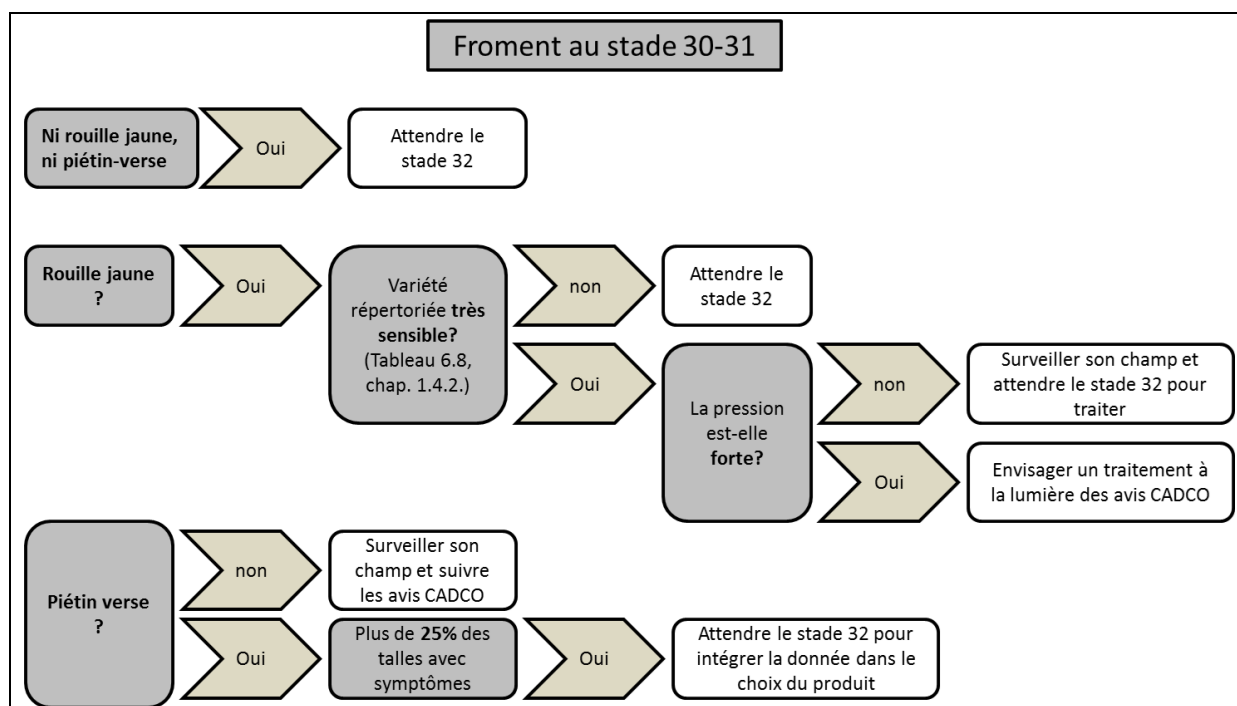 Froment au stade 30-31
Ni rouille jaune,
ni piétin-verse
Oui
Attendre le
stade 32
Rouille jaune
?
Oui
Variété
répertoriée très
sensible?
(Tableau 6.8,
chap. 1.4.2.)
non
Attendre le
stade 32
Oui
La pression
est-elle
forte?
non
Surveiller son champ et
attendre le stade 32 pour
traiter
Oui
Envisager un traitement à
la lumière des avis CADCO
Piétin verse
?
non
Surveiller son
champ et suivre
les avis CADCO
Oui
Plus de 25% des
talles avec
symptômes
Oui
Attendre le stade 32 pour
intégrer la donnée dans le
choix du produit